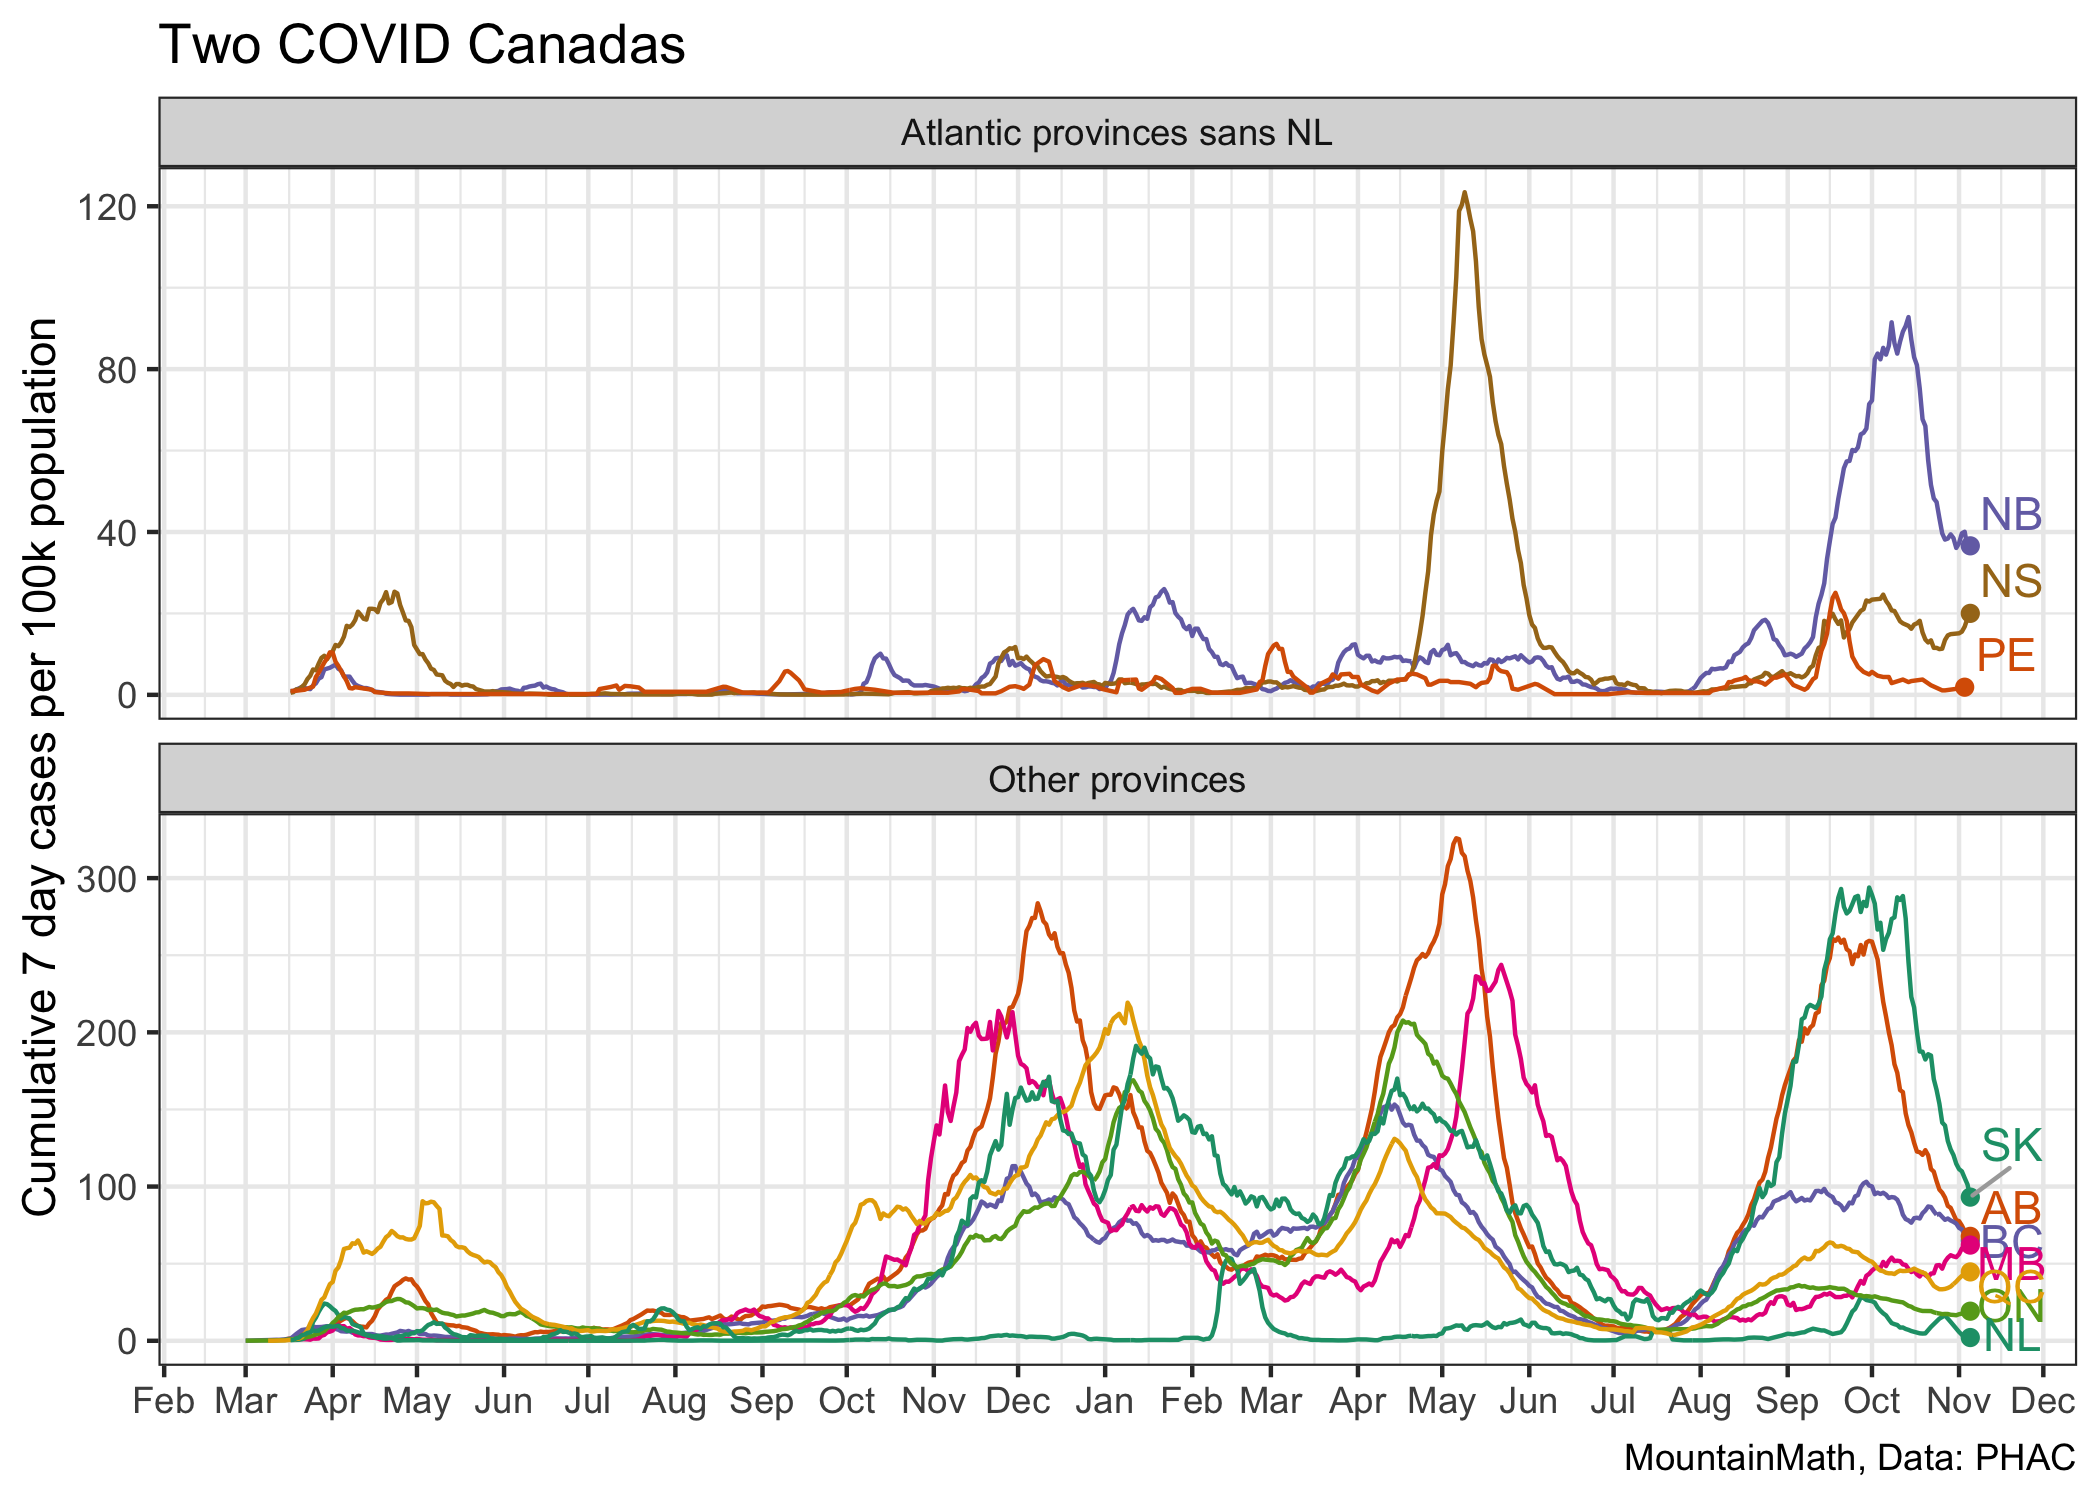 Two COVID Canadas
Atlantic provinces sans NL
120
80
40
0
NB
NS
PE
Cumulative 7 day cases per 100k population
Other provinces
300
200
100
0
SK
AB
BC
MB
QC
ON
NL
Feb Mar Apr May Jun Jul Aug Sep Oct Nov Dec Jan Feb Mar Apr May Jun Jul Aug Sep Oct Nov Dec
MountainMath, Data: PHAC